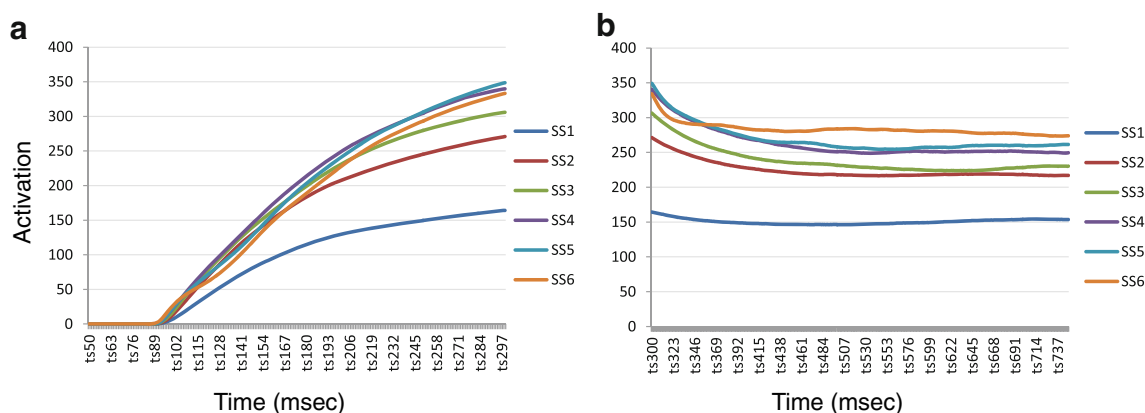 a
Activation
400
350
300
250
200
150
100
50
0
ts50
ts63
ts76
ts89
ts102
ts115
ts128
ts141
ts154
ts167
ts180
ts193
ts206
ts219
ts232
ts245
ts258
ts271
ts284
ts297
Time (msec)
SS1
SS2
SS3
SS4
SS5
SS6
b
400
350
300
250
200
150
100
50
0
ts300
ts323
ts346
ts369
ts392
ts415
ts438
ts461
ts484
ts507
ts530
ts553
ts576
ts599
ts622
ts645
ts668
ts691
ts714
ts737
Time (msec)
SS1
SS2
SS3
SS4
SS5
SS6